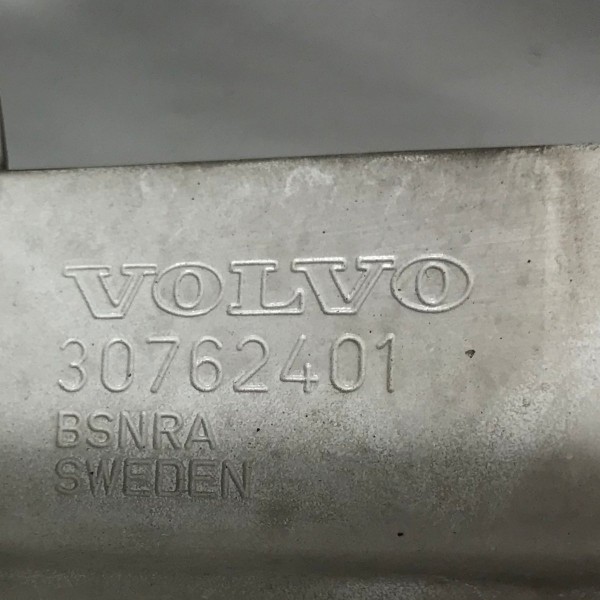 VOLVO
30762401
BSNRA
SWEDEN